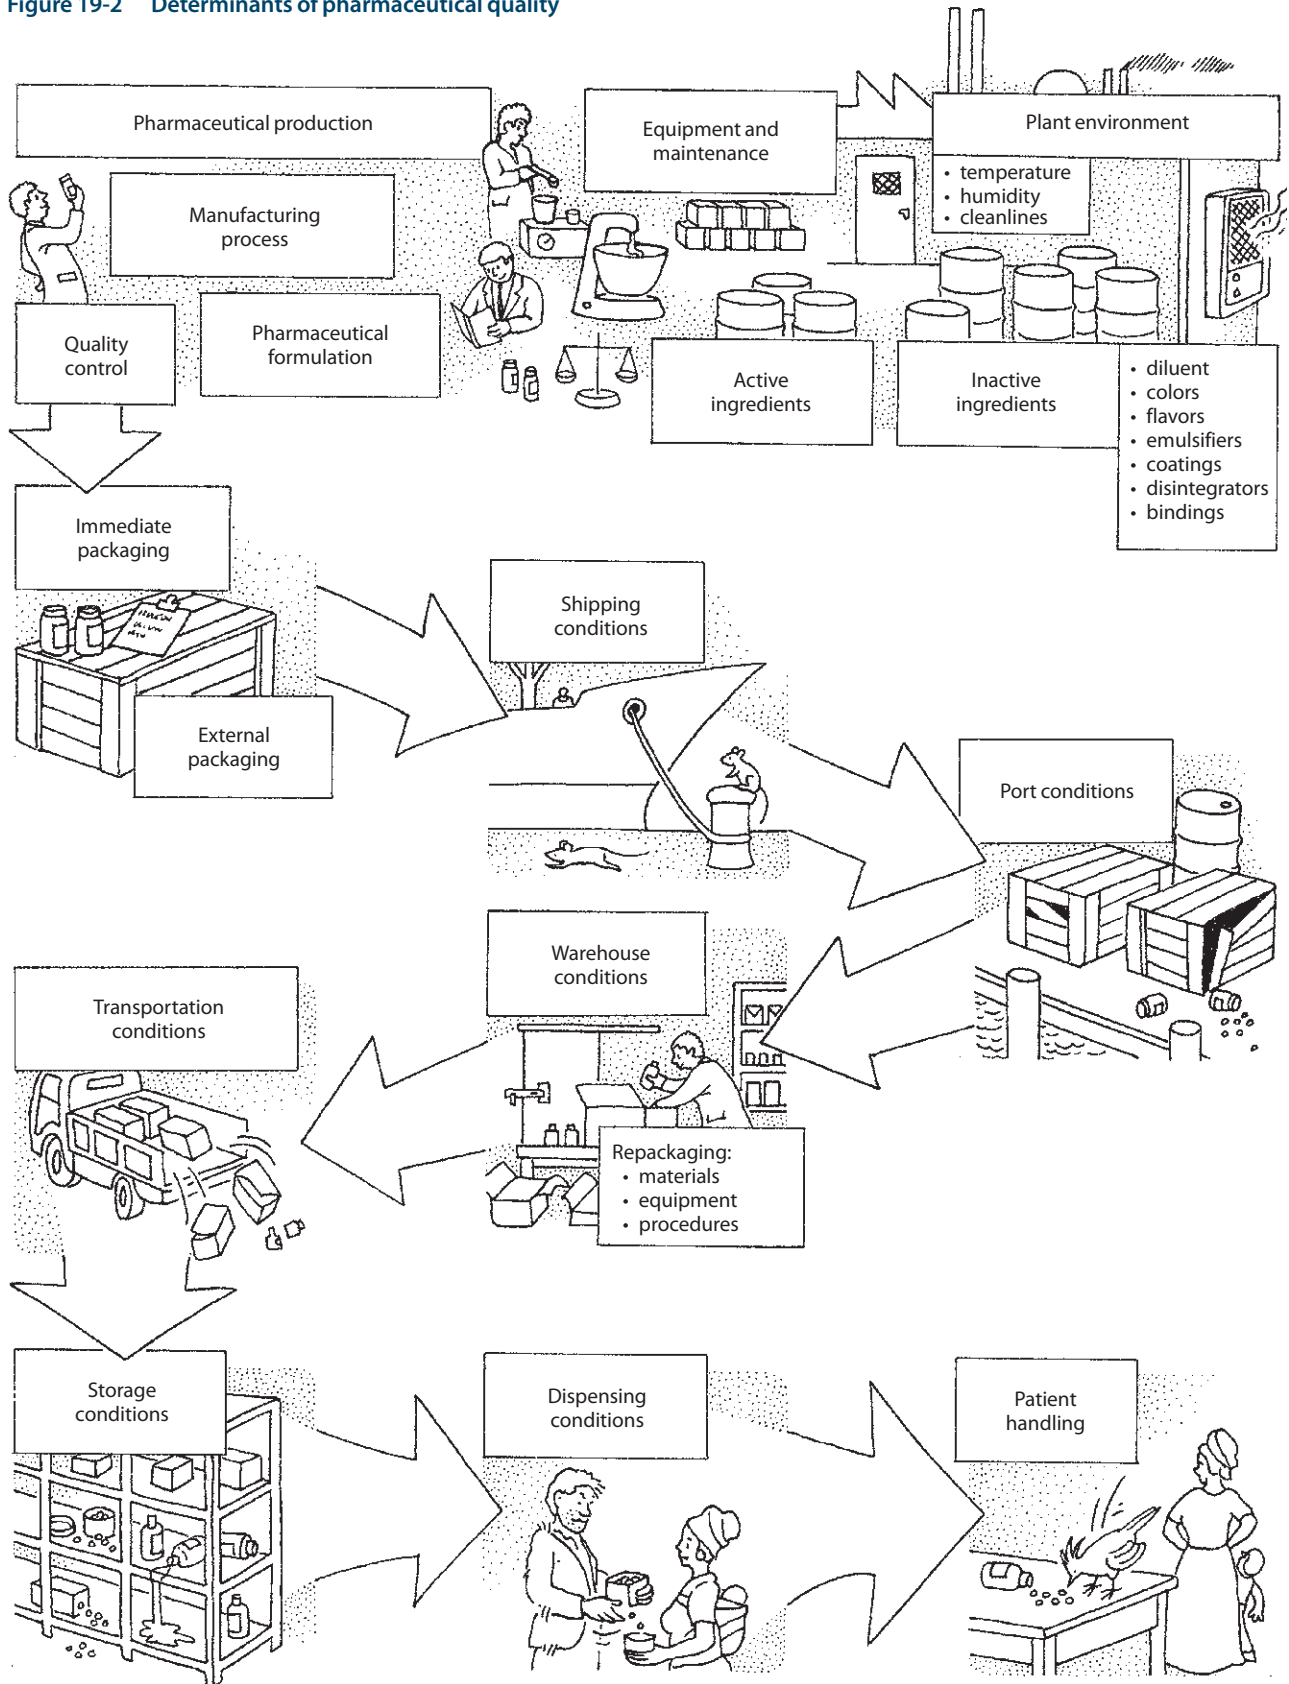 Figure 19-2 Determinants of pharmaceutical quality
Pharmaceutical production
Equipment and
maintenance
Plant environment
• temperature
• humidity
• cleanlines
Manufacturing
process
Quality
control
Pharmaceutical
formulation
Active
ingredients
Inactive
ingredients
• diluent
• colors
• flavors
• emulsifiers
• coatings
• disintegrators
• bindings
Immediate
packaging
External
packaging
Shipping
conditions
Port conditions
Warehouse
conditions
Repackaging:
• materials
• equipment
• procedures
Transportation
conditions
Storage
conditions
Dispensing
conditions
Patient
handling